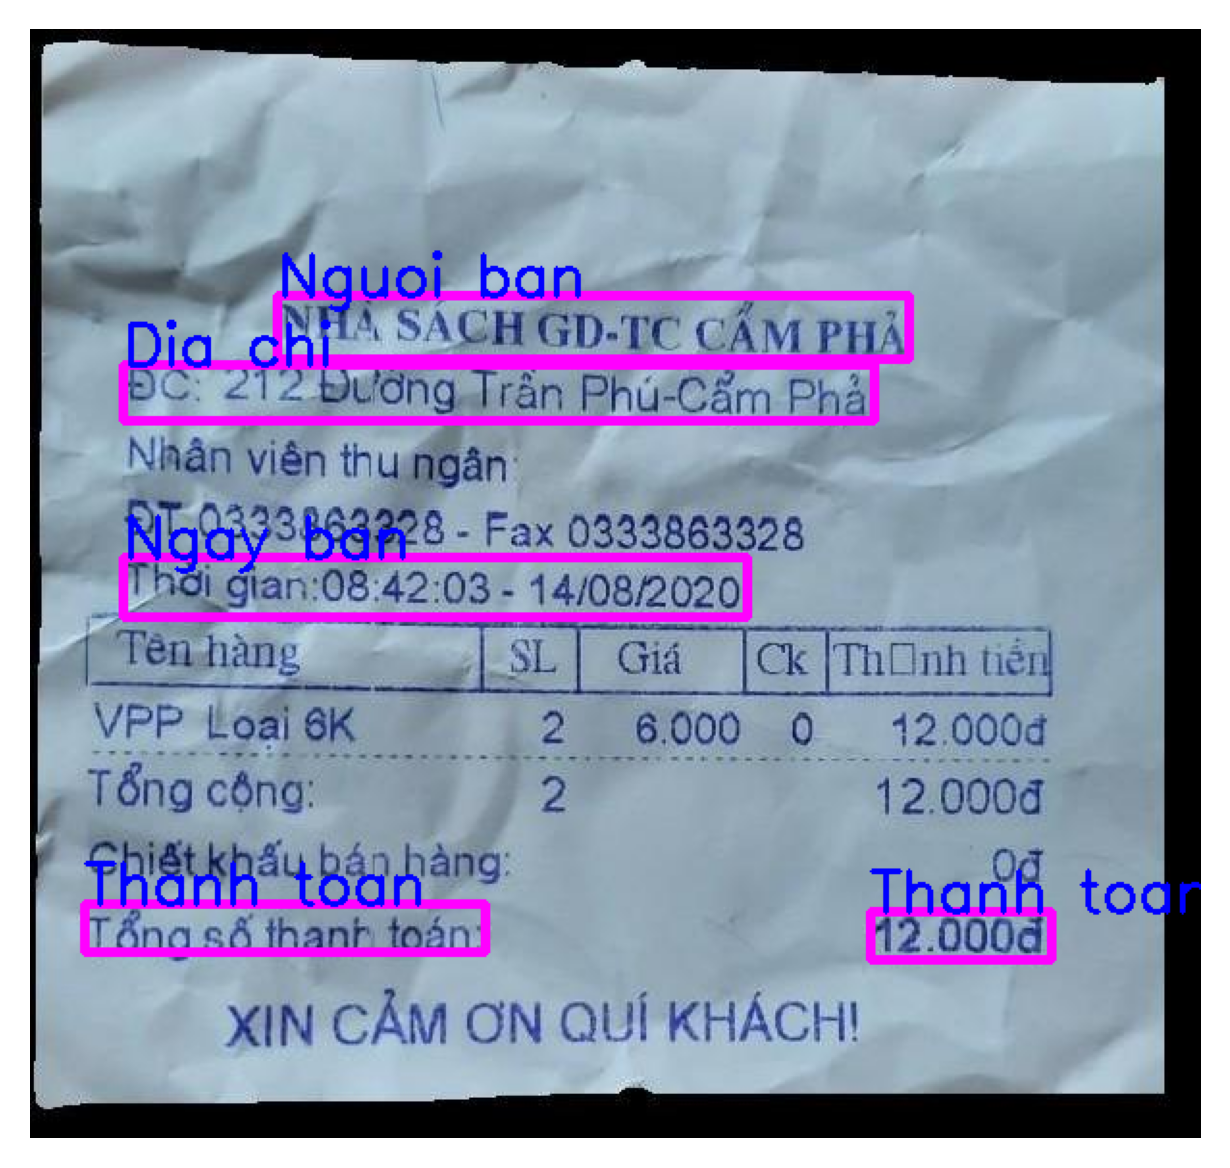 Nguoi ban
NHÀ SÁCH GD-TC CẨM PHẢ
Dia chi
ĐC: 212 Đường Trần Phú-Cẩm Phả
Nhân viên thu ngân:
ĐT 0333863328 - Fax 0333863328
Ngay ban
Thời gian:08:42:03 - 14/08/2020
Tên hàng SL Giá Ck Th□nh tiền
VPP Loại 6K 2 6.000 0 12.000đ
Tổng cộng: 2 12.000đ
Chiết khấu bán hàng: 0đ
Thanh toan Thanh toan
Tổng số thanh toán: 12.000đ
XIN CẢM ƠN QUÍ KHÁCH!